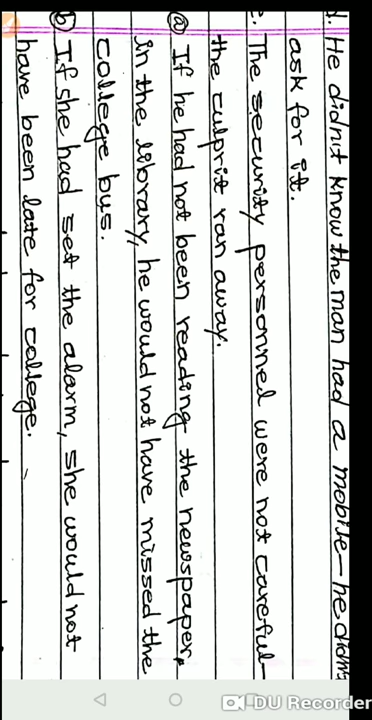 d. He didn't know the man had a mobile - he didn't
ask for it.
e. The security personnel were not careful -
the culprit ran away.
ⓐ If he had not been reading the newspaper,
in the library, he would not have missed the
college bus.
ⓑ If she had set the alarm, she would not
have been late for college.
DU Recorder